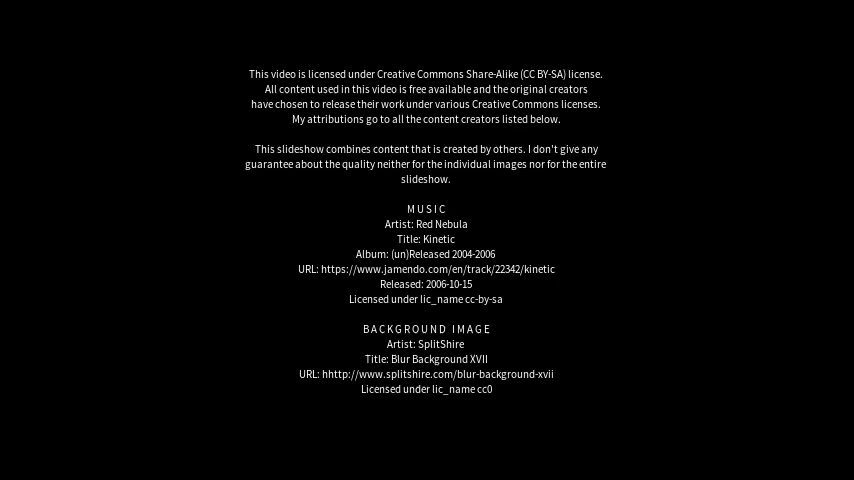 This video is licensed under Creative Commons Share-Alike (CC BY-SA) license.
All content used in this video is free available and the original creators
have chosen to release their work under various Creative Commons licenses.
My attributions go to all the content creators listed below.
This slideshow combines content that is created by others. I don't give any
guarantee about the quality neither for the individual images nor for the entire
slideshow.
MUSIC
Artist: Red Nebula
Title: Kinetic
Album: (un)Released 2004-2006
URL: https://www.jamendo.com/en/track/22342/kinetic
Released: 2006-10-15
Licensed under lic_name cc-by-sa
BACKGROUND IMAGE
Artist: SplitShire
Title: Blur Background XVII
URL: hhttp://www.splitshire.com/blur-background-xvii
Licensed under lic_name cc0